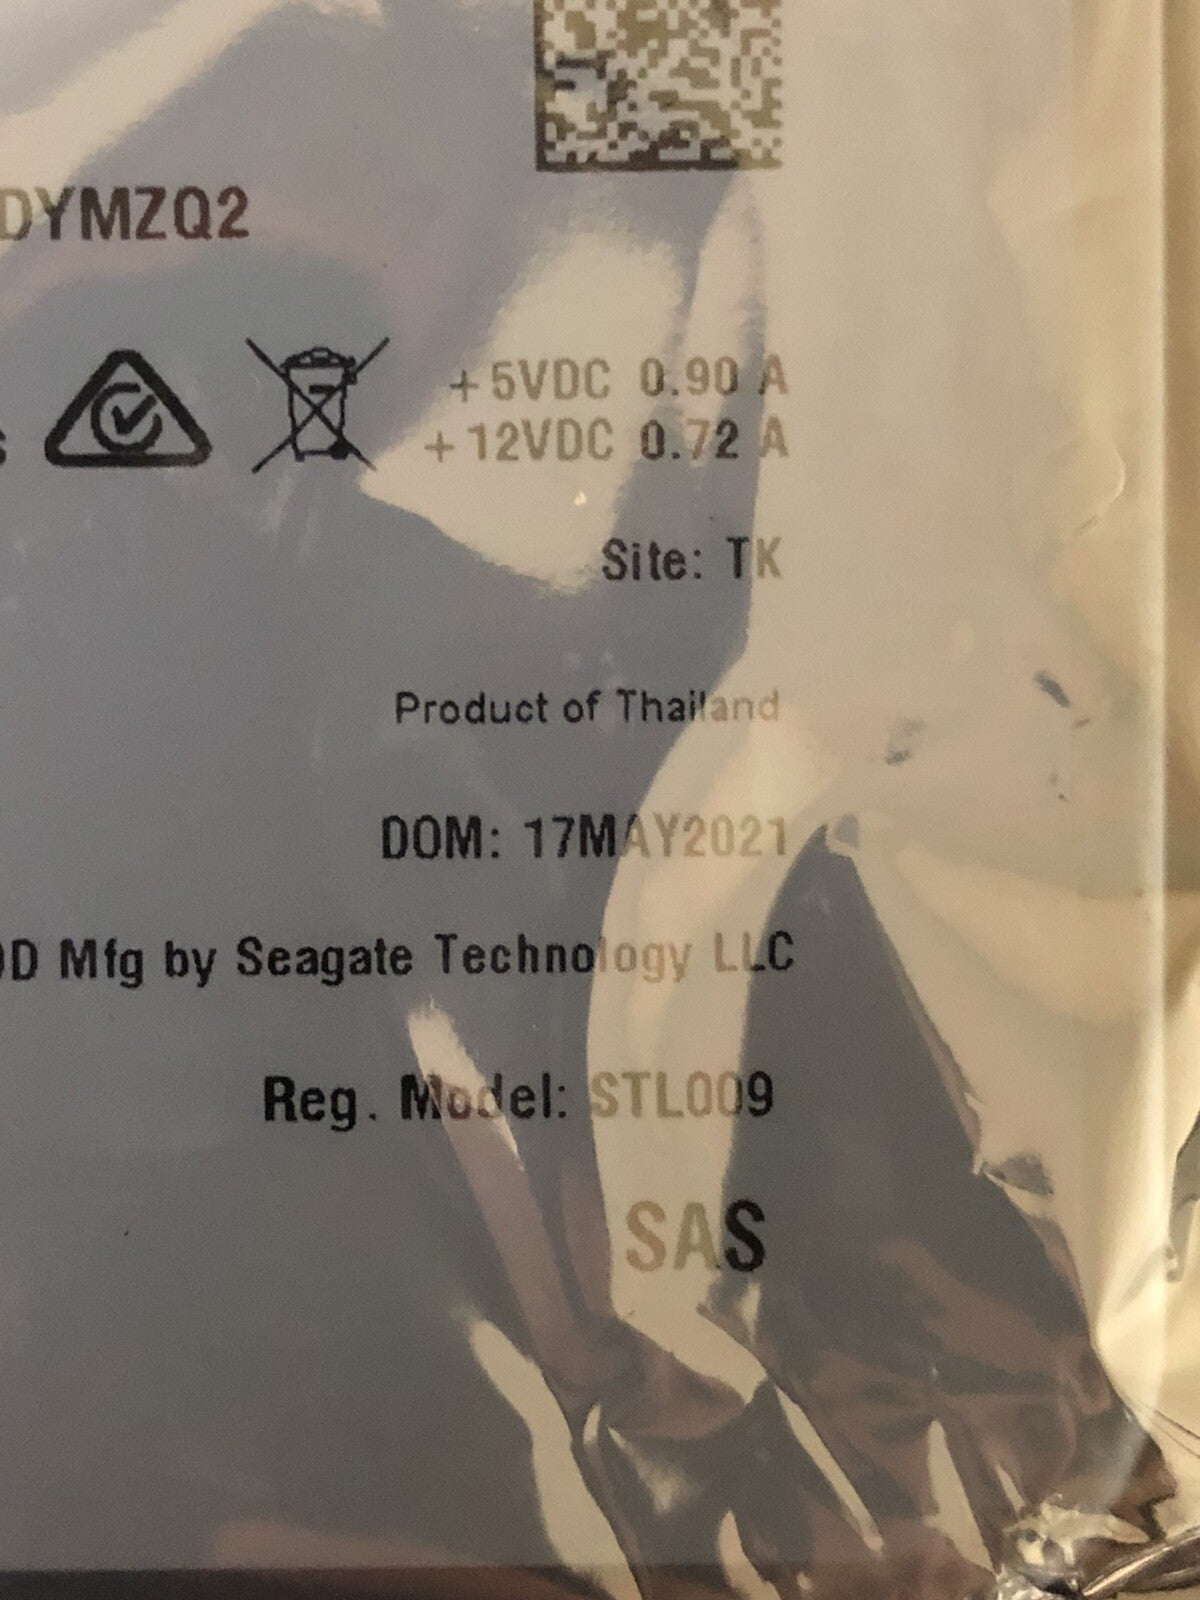 DYMZQ2
+5VDC 0.90 A
s
+12VDC 0.72 A
Site: TK
Product of Thailand
DOM: 17MAY2021
D Mfg by Seagate Technology LLC
Reg. Model: STL009
SAS